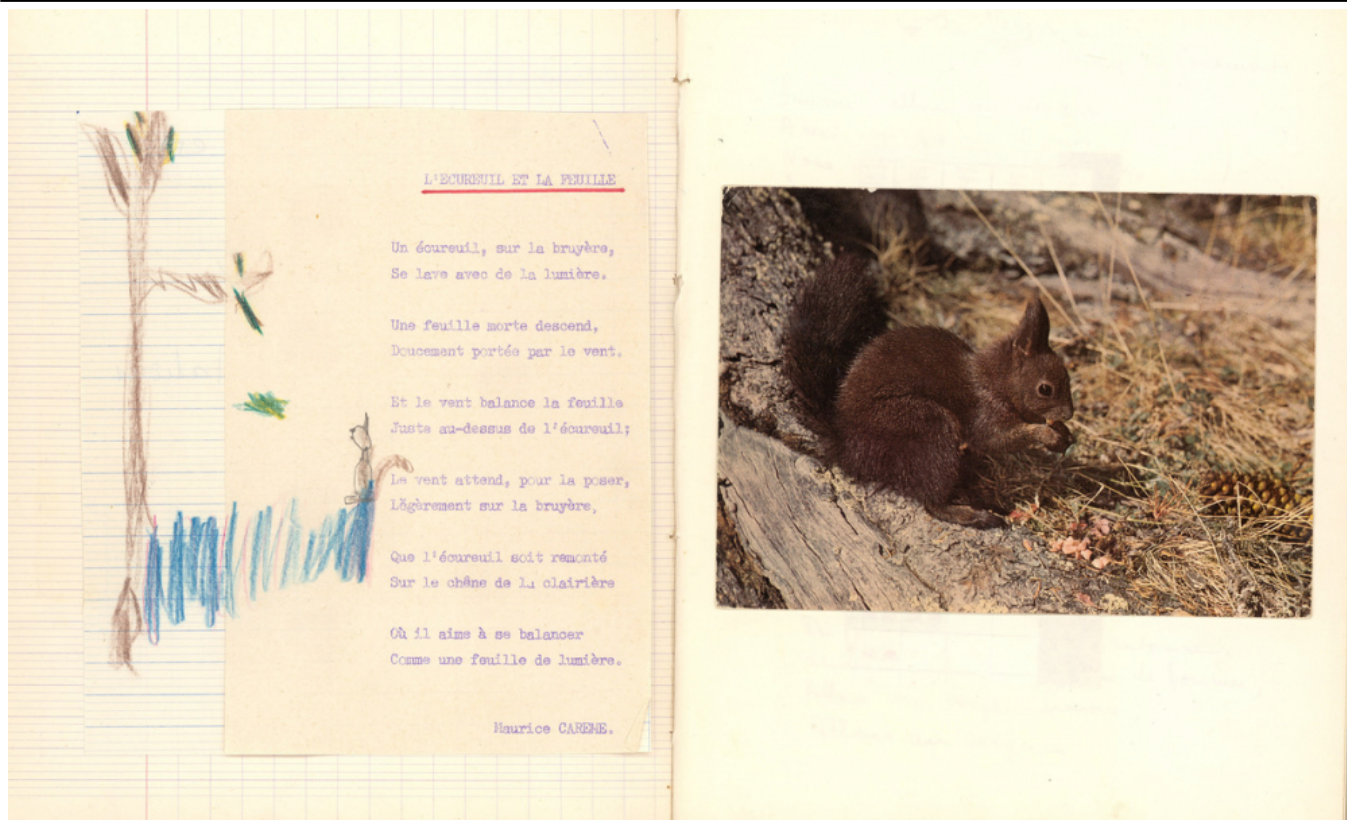 L'ECUREUIL ET LA FEUILLE
Un écureuil, sur la bruyère,
Se lave avec de la lumière.
Une feuille morte descend,
Doucement portée par le vent.
Et le vent balance la feuille
Juste au-dessus de l'écureuil;
Le vent attend, pour la poser,
Lögèrement sur la bruyère,
Que l'écureuil soit remonté
Sur le chêne de la clairière
Où il aime à se balancer
Comme une feuille de lumière.
Maurice CAREME.